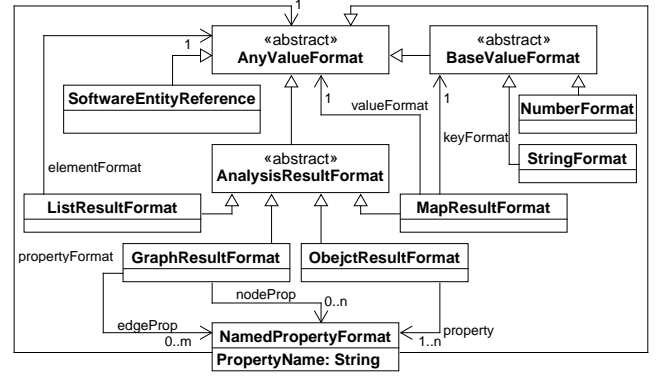 1
«abstract»
AnyValueFormat
«abstract»
BaseValueFormat
1
SoftwareEntityReference
1
valueFormat
1
NumberFormat
keyFormat
StringFormat
«abstract»
AnalysisResultFormat
elementFormat
ListResultFormat
MapResultFormat
propertyFormat
GraphResultFormat
ObejctResultFormat
nodeProp
0..n
edgeProp
0..m
NamedPropertyFormat
property
1..n
PropertyName: String